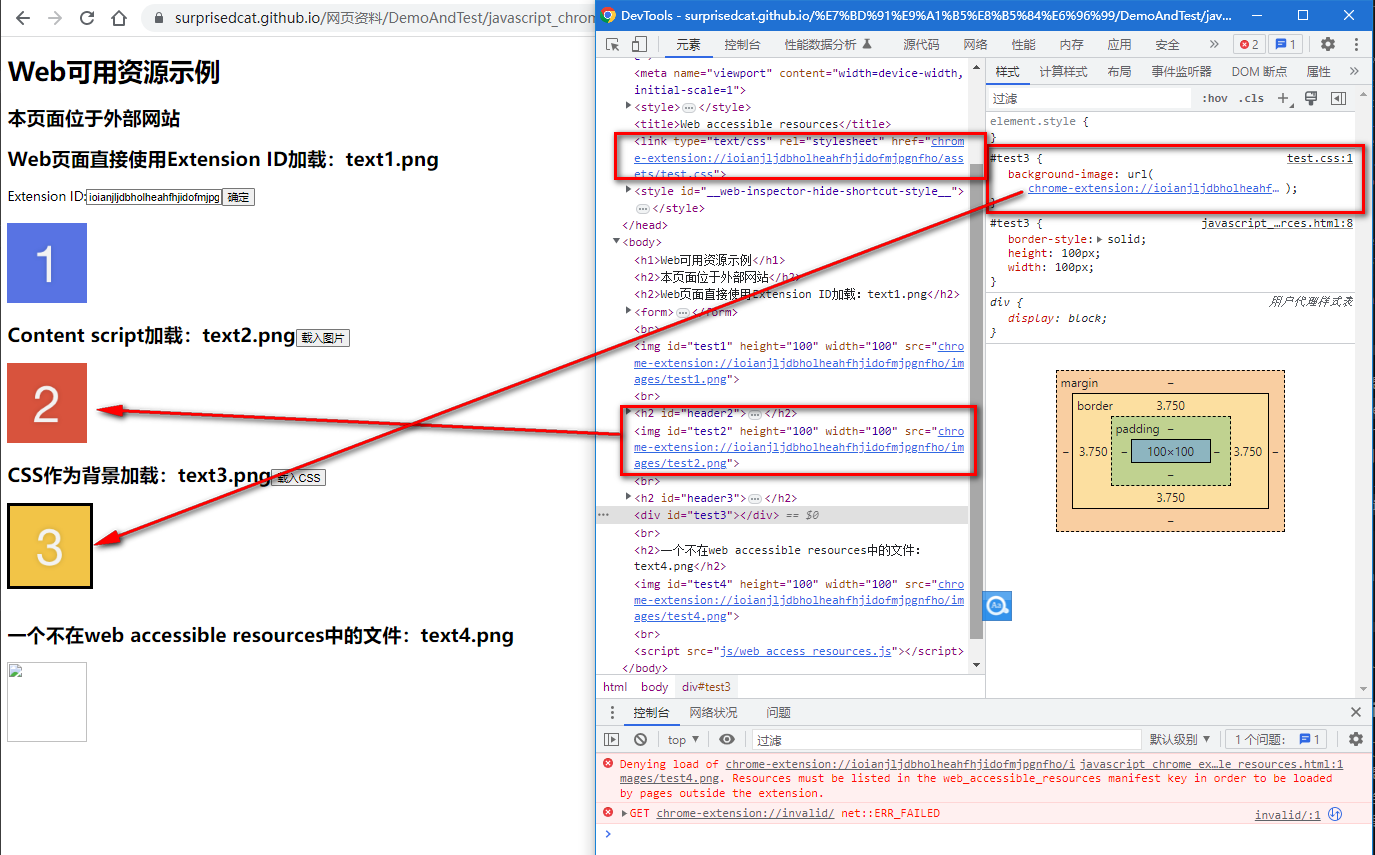 surprisedcat.github.io/网页资料/DemoAndTest/javascript_chrom
Web可用资源示例
本页面位于外部网站
Web页面直接使用Extension ID加载：text1.png
Extension ID: ioianjljdbholheahfhjidofmjpg 确定
1
Content script加载：text2.png 载入图片
2
CSS作为背景加载：text3.png 载入CSS
3
一个不在web accessible resources中的文件：text4.png
DevTools - surprisedcat.github.io/%E7%BD%91%E9%A1%B5%E8%B5%84%E6%96%99/DemoAndTest/jav...
元素 控制台 性能数据分析 源代码 网络 性能 内存 应用 安全 » 2 1
<meta name="viewport" content="width=device-width,
initial-scale=1">
<style>…</style>
<title>Web accessible resources</title>
<link type="text/css" rel="stylesheet" href="chrom
e-extension://ioianjljdbholheahfhjidofmjpgnfho/ass
ets/test.css">
<style id="__web-inspector-hide-shortcut-style__">
…</style>
</head>
<body>
<h1>Web可用资源示例</h1>
<h2>本页面位于外部网站</h2>
<h2>Web页面直接使用Extension ID加载：text1.png</h2>
<form>…</form>
<br>
<img id="test1" height="100" width="100" src="chro
me-extension://ioianjljdbholheahfhjidofmjpgnfho/im
ages/test1.png">
<br>
<h2 id="header2">…</h2>
<img id="test2" height="100" width="100" src="chro
me-extension://ioianjljdbholheahfhjidofmjpgnfho/im
ages/test2.png">
<br>
<h2 id="header3">…</h2>
… <div id="test3"></div> == $0
<br>
<h2>一个不在web accessible resources中的文件：
text4.png</h2>
<img id="test4" height="100" width="100" src="chro
me-extension://ioianjljdbholheahfhjidofmjpgnfho/im
ages/test4.png">
<br>
<script src="js/web_access_resources.js"></script>
</body>
html body div#test3
样式 计算样式 布局 事件监听器 DOM 断点 属性 »
过滤 :hov .cls +
element.style {
}
#test3 { test.css:1
background-image: url(
chrome-extension://ioianjljdbholheahf… );
}
#test3 { javascript_…rces.html:8
border-style: solid;
height: 100px;
width: 100px;
}
div { 用户代理样式表
display: block;
}
margin –
border 3.750
padding –
– 3.750 – 100×100 – 3.750 –
–
3.750
–
控制台 网络状况 问题
top 过滤 默认级别 1 个问题: 1
Denying load of chrome-extension://ioianjljdbholheahfhjidofmjpgnfho/i javascript_chrome_ex…le_resources.html:1
mages/test4.png. Resources must be listed in the web_accessible_resources manifest key in order to be loaded
by pages outside the extension.
GET chrome-extension://invalid/ net::ERR_FAILED invalid/:1